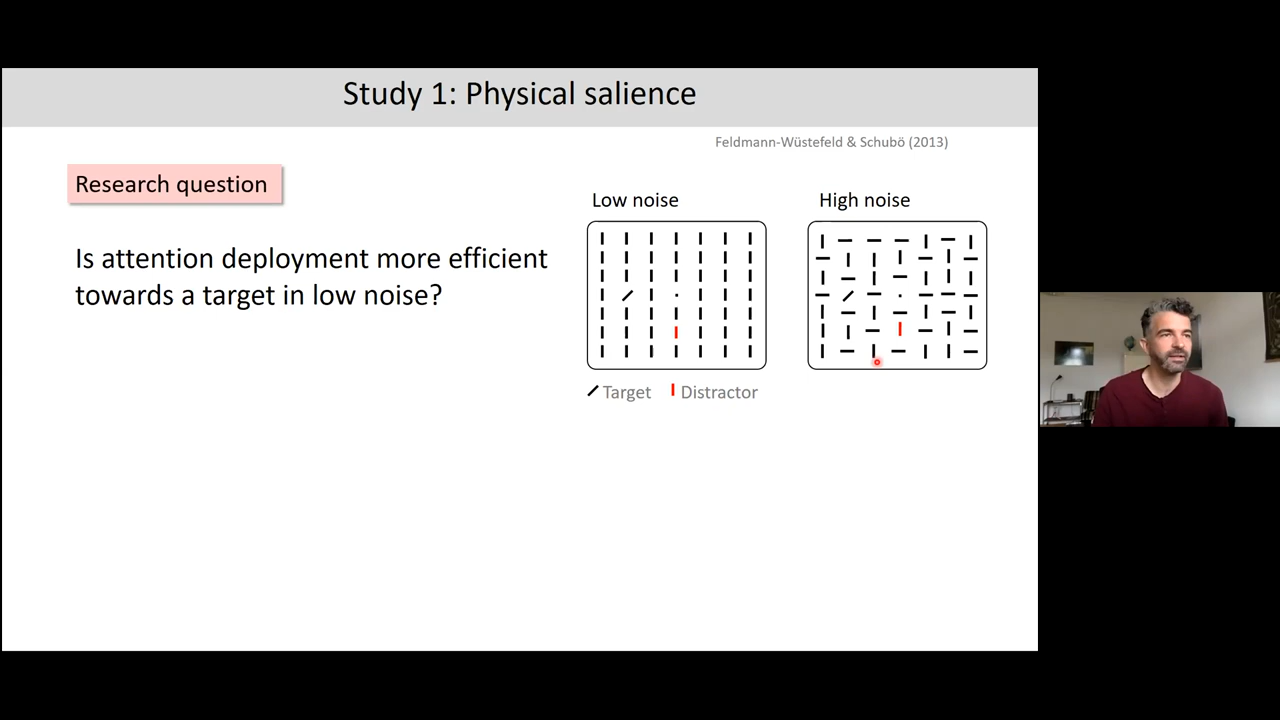 Study 1: Physical salience
Feldmann-Wüstefeld & Schubö (2013)
Research question
Is attention deployment more efficient
towards a target in low noise?
Low noise
High noise
Target
Distractor